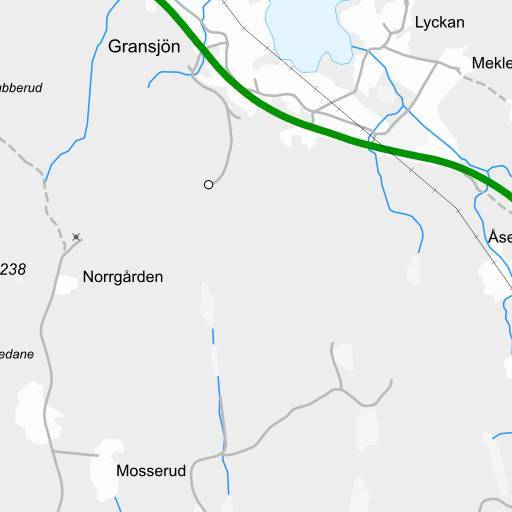 Lyckan
Gransjön
Mekle
bberud
Åse
238
Norrgården
edane
Mosserud